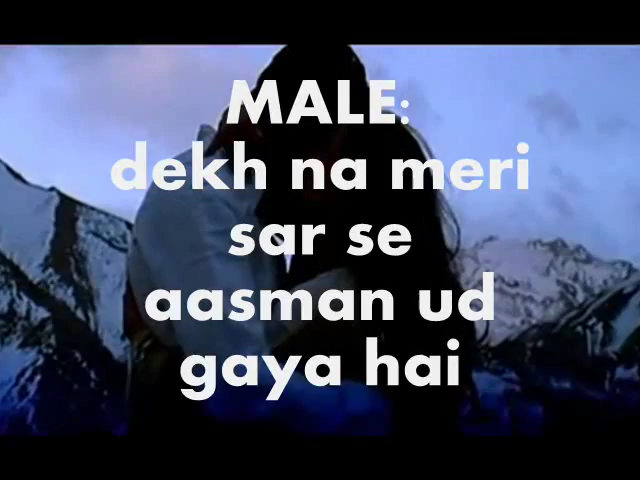 MALE:
dekh na meri
sar se
aasman ud
gaya hai